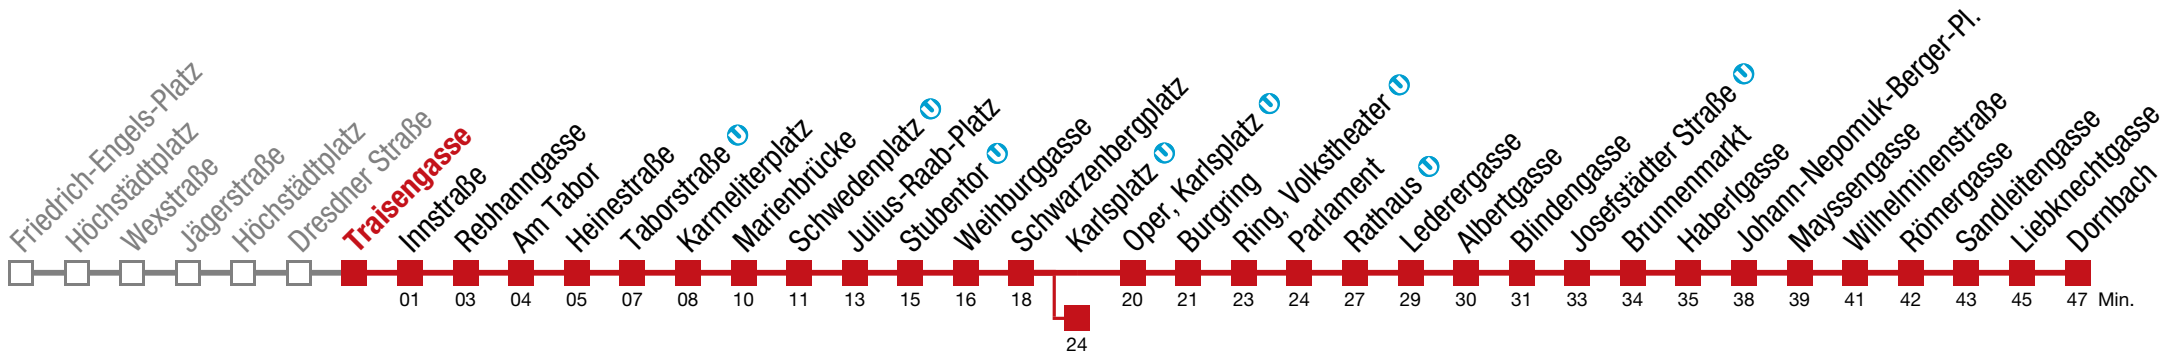 Friedrich-Engels-Platz
Höchstädtplatz
Wexstraße
Jägerstraße
Höchstädtplatz
Dresdner Straße
Traisengasse
Innstraße
Rebhanngasse
Am Tabor
Heinestraße
Taborstraße U
Karmeliterplatz
Marienbrücke
Schwedenplatz U
Julius-Raab-Platz
Stubentor U
Weihburggasse
Schwarzenbergplatz
Karlsplatz U
Oper, Karlsplatz U
Burgring
Ring, Volkstheater U
Parlament
Rathaus U
Lederergasse
Albertgasse
Blindengasse
Josefstädter Straße U
Brunnenmarkt
Haberlgasse
Johann-Nepomuk-Berger-Pl.
Mayssengasse
Wilhelminenstraße
Römergasse
Sandleitengasse
Liebknechtgasse
Dornbach
01 03 04 05 07 08 10 11 13 15 16 18 20 21 23 24 27 29 30 31 33 34 35 38 39 41 42 43 45 47 Min.
24